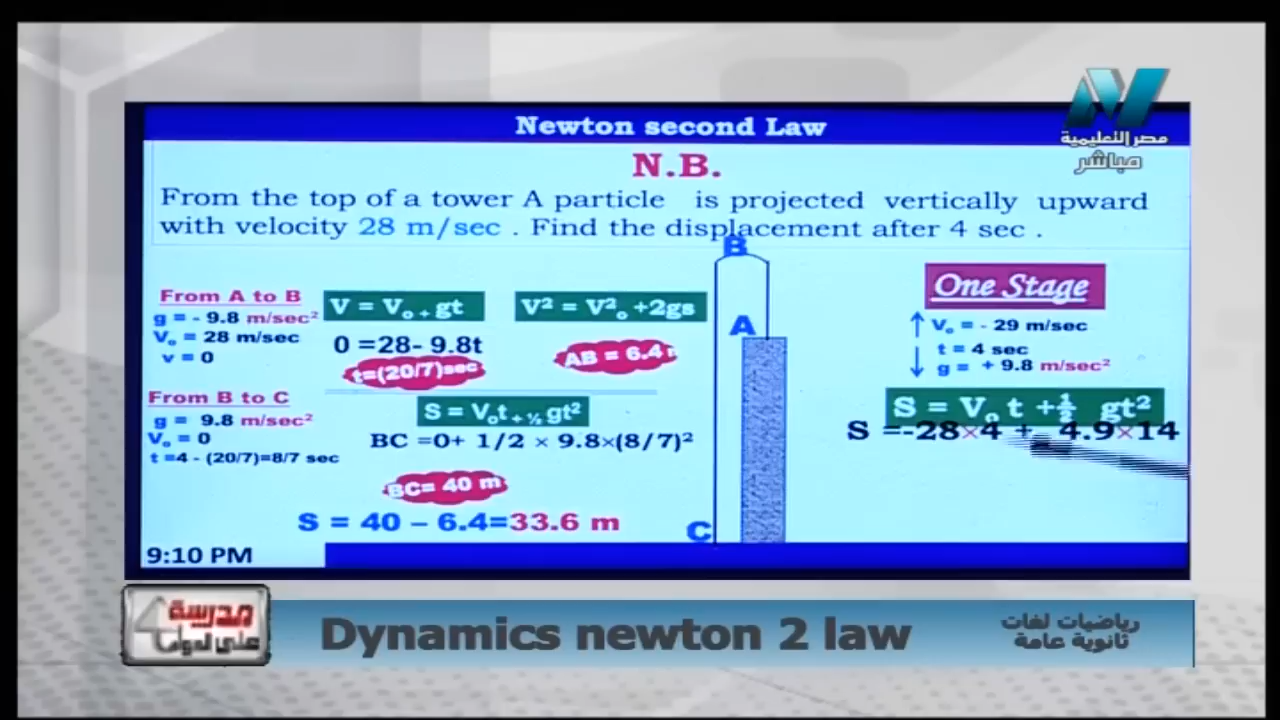 Newton second Law
مصر التعليمية
مباشر
N.B.
From the top of a tower A particle is projected vertically upward
with velocity 28 m/sec . Find the displacement after 4 sec .
From A to B
g = - 9.8 m/sec²
V₀ = 28 m/sec
v = 0
V = V₀ + gt
V² = V²₀ +2gs
0 =28- 9.8t
t=(20/7)sec
AB = 6.4
From B to C
g = 9.8 m/sec²
V₀ = 0
t =4 - (20/7)=8/7 sec
S = V₀t + ½ gt²
BC =0+ 1/2 × 9.8×(8/7)²
BC= 40 m
S = 40 – 6.4=33.6 m
B
A
C
One Stage
V₀ = - 29 m/sec
t = 4 sec
g = + 9.8 m/sec²
S = V₀ t +½ gt²
S =-28×4 + 4.9×14
9:10 PM
مدرسة
على الهواء
Dynamics newton 2 law
رياضيات لغات
ثانوية عامة